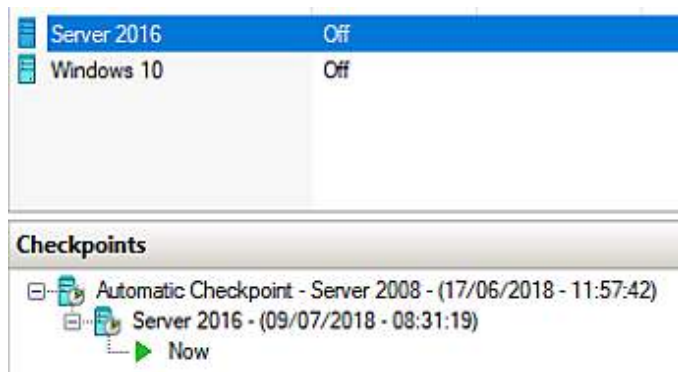 Server 2016 Off
Windows 10 Off
Checkpoints
Automatic Checkpoint - Server 2008 - (17/06/2018 - 11:57:42)
Server 2016 - (09/07/2018 - 08:31:19)
Now